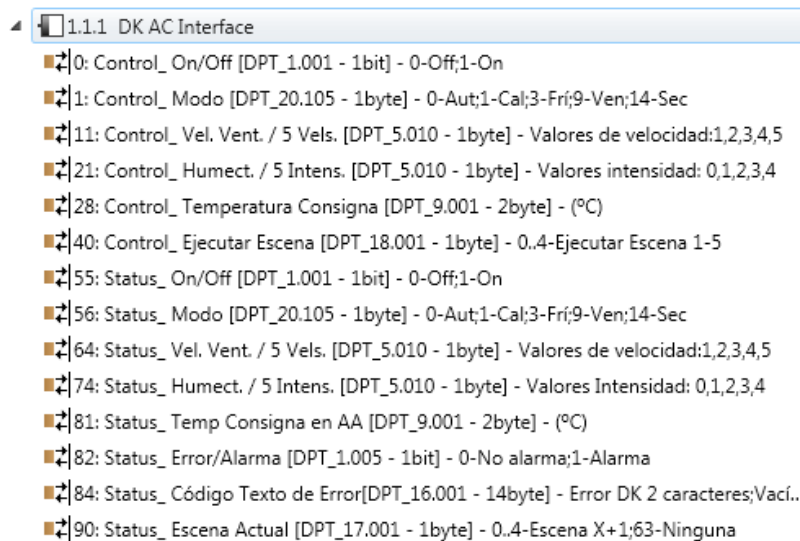 1.1.1 DK AC Interface
0: Control_ On/Off [DPT_1.001 - 1bit] - 0-Off;1-On
1: Control_ Modo [DPT_20.105 - 1byte] - 0-Aut;1-Cal;3-Frí;9-Ven;14-Sec
11: Control_ Vel. Vent. / 5 Vels. [DPT_5.010 - 1byte] - Valores de velocidad:1,2,3,4,5
21: Control_ Humect. / 5 Intens. [DPT_5.010 - 1byte] - Valores intensidad: 0,1,2,3,4
28: Control_ Temperatura Consigna [DPT_9.001 - 2byte] - (ºC)
40: Control_ Ejecutar Escena [DPT_18.001 - 1byte] - 0..4-Ejecutar Escena 1-5
55: Status_ On/Off [DPT_1.001 - 1bit] - 0-Off;1-On
56: Status_ Modo [DPT_20.105 - 1byte] - 0-Aut;1-Cal;3-Frí;9-Ven;14-Sec
64: Status_ Vel. Vent. / 5 Vels. [DPT_5.010 - 1byte] - Valores de velocidad:1,2,3,4,5
74: Status_ Humect. / 5 Intens. [DPT_5.010 - 1byte] - Valores Intensidad: 0,1,2,3,4
81: Status_ Temp Consigna en AA [DPT_9.001 - 2byte] - (ºC)
82: Status_ Error/Alarma [DPT_1.005 - 1bit] - 0-No alarma;1-Alarma
84: Status_ Código Texto de Error[DPT_16.001 - 14byte] - Error DK 2 caracteres;Vací...
90: Status_ Escena Actual [DPT_17.001 - 1byte] - 0..4-Escena X+1;63-Ninguna